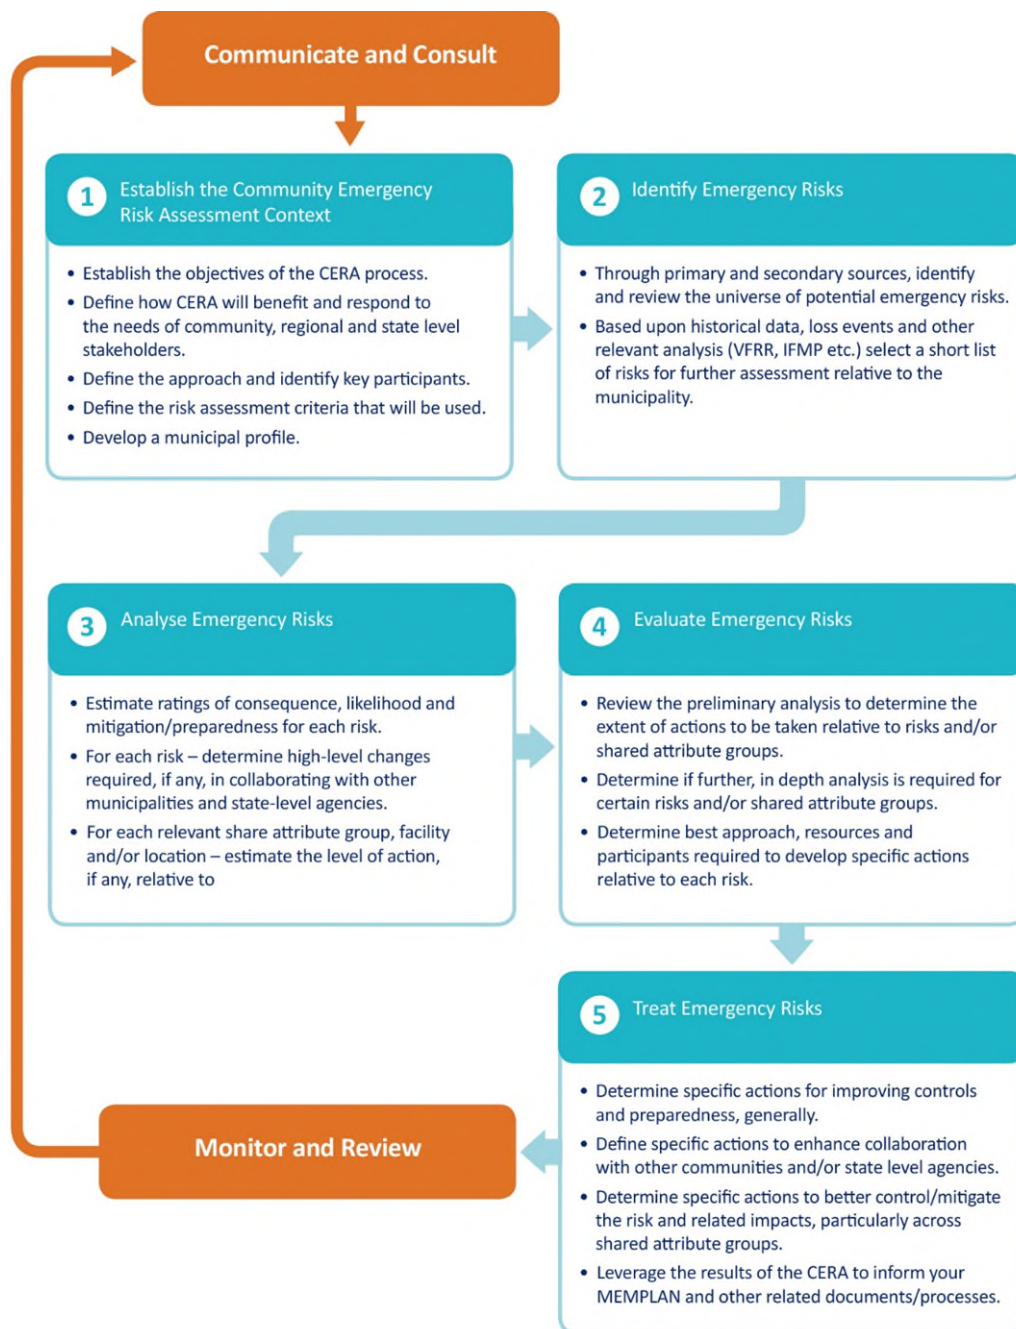 Communicate and Consult
1
Establish the Community Emergency
Risk Assessment Context
• Establish the objectives of the CERA process.
• Define how CERA will benefit and respond to
the needs of community, regional and state level
stakeholders.
• Define the approach and identify key participants.
• Define the risk assessment criteria that will be used.
• Develop a municipal profile.
2
Identify Emergency Risks
• Through primary and secondary sources, identify
and review the universe of potential emergency risks.
• Based upon historical data, loss events and other
relevant analysis (VFRR, IFMP etc.) select a short list
of risks for further assessment relative to the
municipality.
3
Analyse Emergency Risks
• Estimate ratings of consequence, likelihood and
mitigation/preparedness for each risk.
• For each risk – determine high-level changes
required, if any, in collaborating with other
municipalities and state-level agencies.
• For each relevant share attribute group, facility
and/or location – estimate the level of action,
if any, relative to
4
Evaluate Emergency Risks
• Review the preliminary analysis to determine the
extent of actions to be taken relative to risks and/or
shared attribute groups.
• Determine if further, in depth analysis is required for
certain risks and/or shared attribute groups.
• Determine best approach, resources and
participants required to develop specific actions
relative to each risk.
5
Treat Emergency Risks
• Determine specific actions for improving controls
and preparedness, generally.
• Define specific actions to enhance collaboration
with other communities and/or state level agencies.
• Determine specific actions to better control/mitigate
the risk and related impacts, particularly across
shared attribute groups.
• Leverage the results of the CERA to inform your
MEMPLAN and other related documents/processes.
Monitor and Review